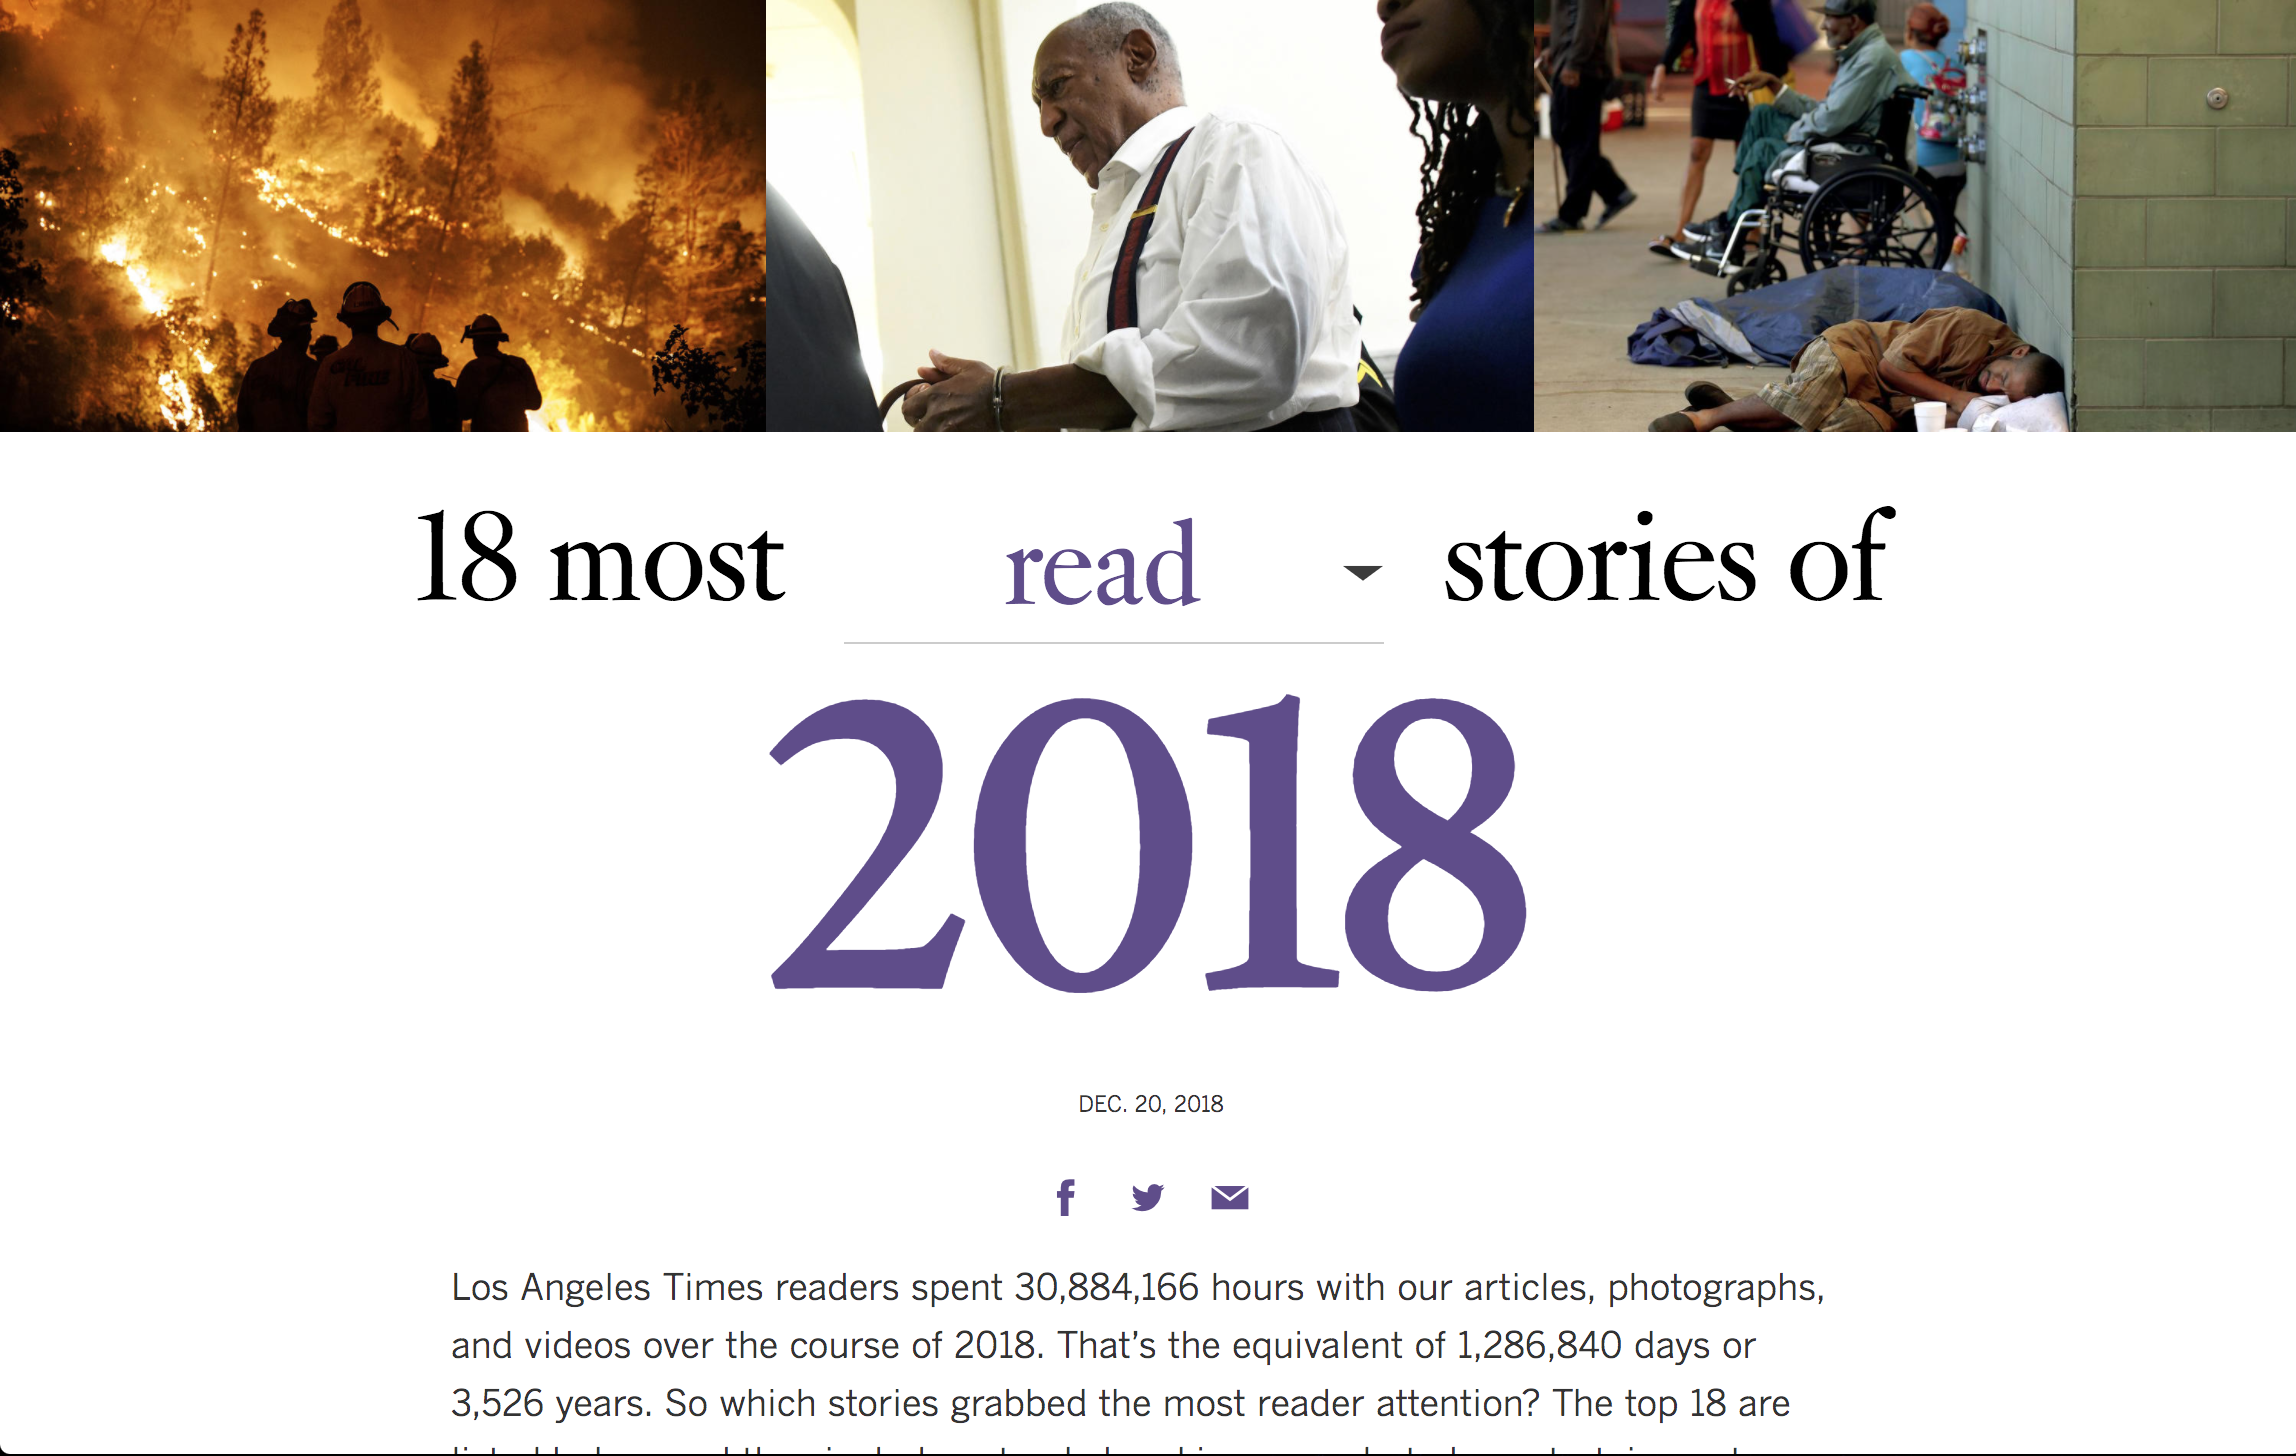 18 most read stories of
2018
DEC. 20, 2018
Los Angeles Times readers spent 30,884,166 hours with our articles, photographs,
and videos over the course of 2018. That’s the equivalent of 1,286,840 days or
3,526 years. So which stories grabbed the most reader attention? The top 18 are